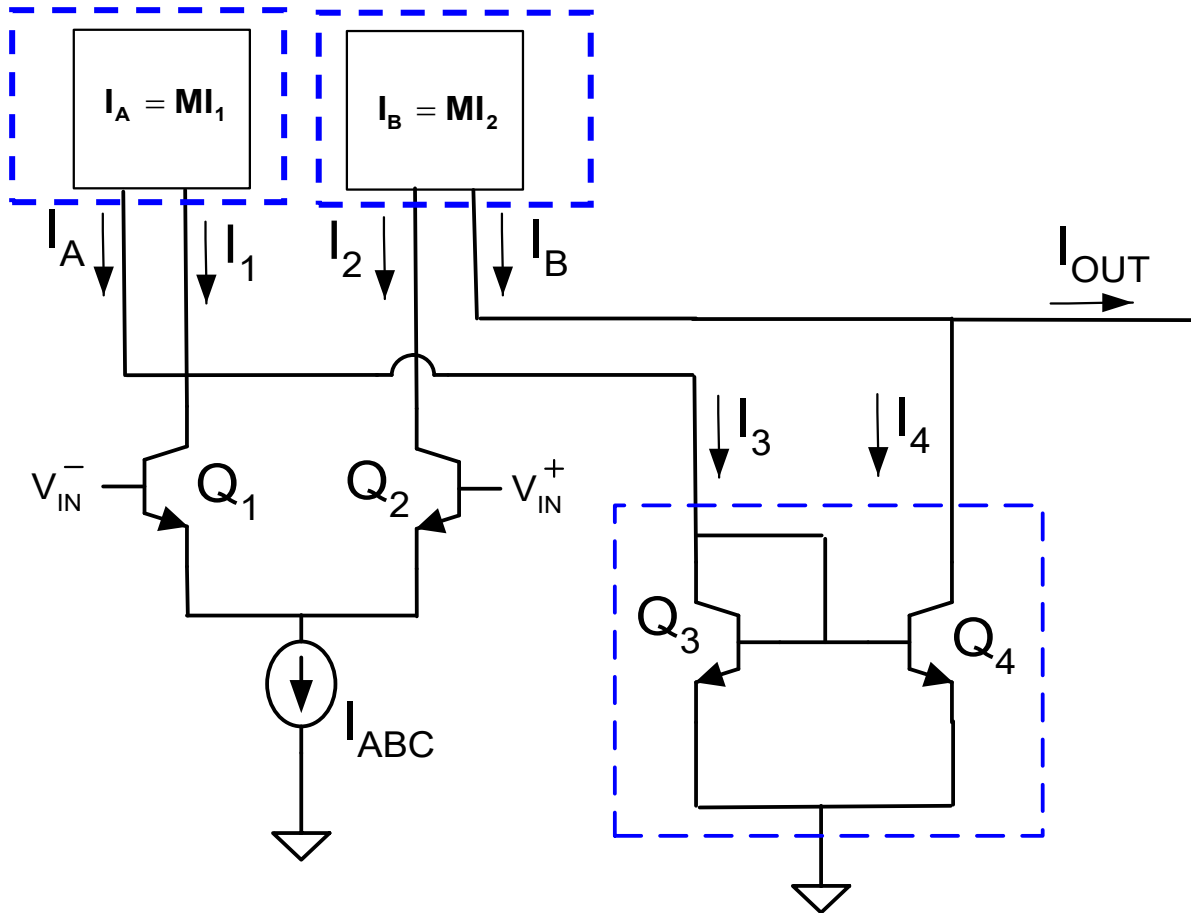 I_A = MI_1
I_B = MI_2
I_A
I_1
I_2
I_B
I_OUT
I_3
I_4
V_IN^−
Q_1
Q_2
V_IN^+
Q_3
Q_4
I_ABC